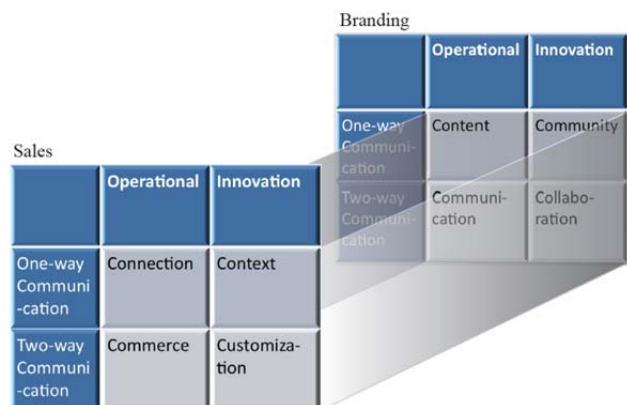 Branding
Operational Innovation
One-way
Communi-
cation
Content
Community
Two-way
Communi-
cation
Communi-
cation
Collabo-
ration
Sales
Operational Innovation
One-way
Communi
-cation
Connection
Context
Two-way
Communi
-cation
Commerce
Customiza-
tion